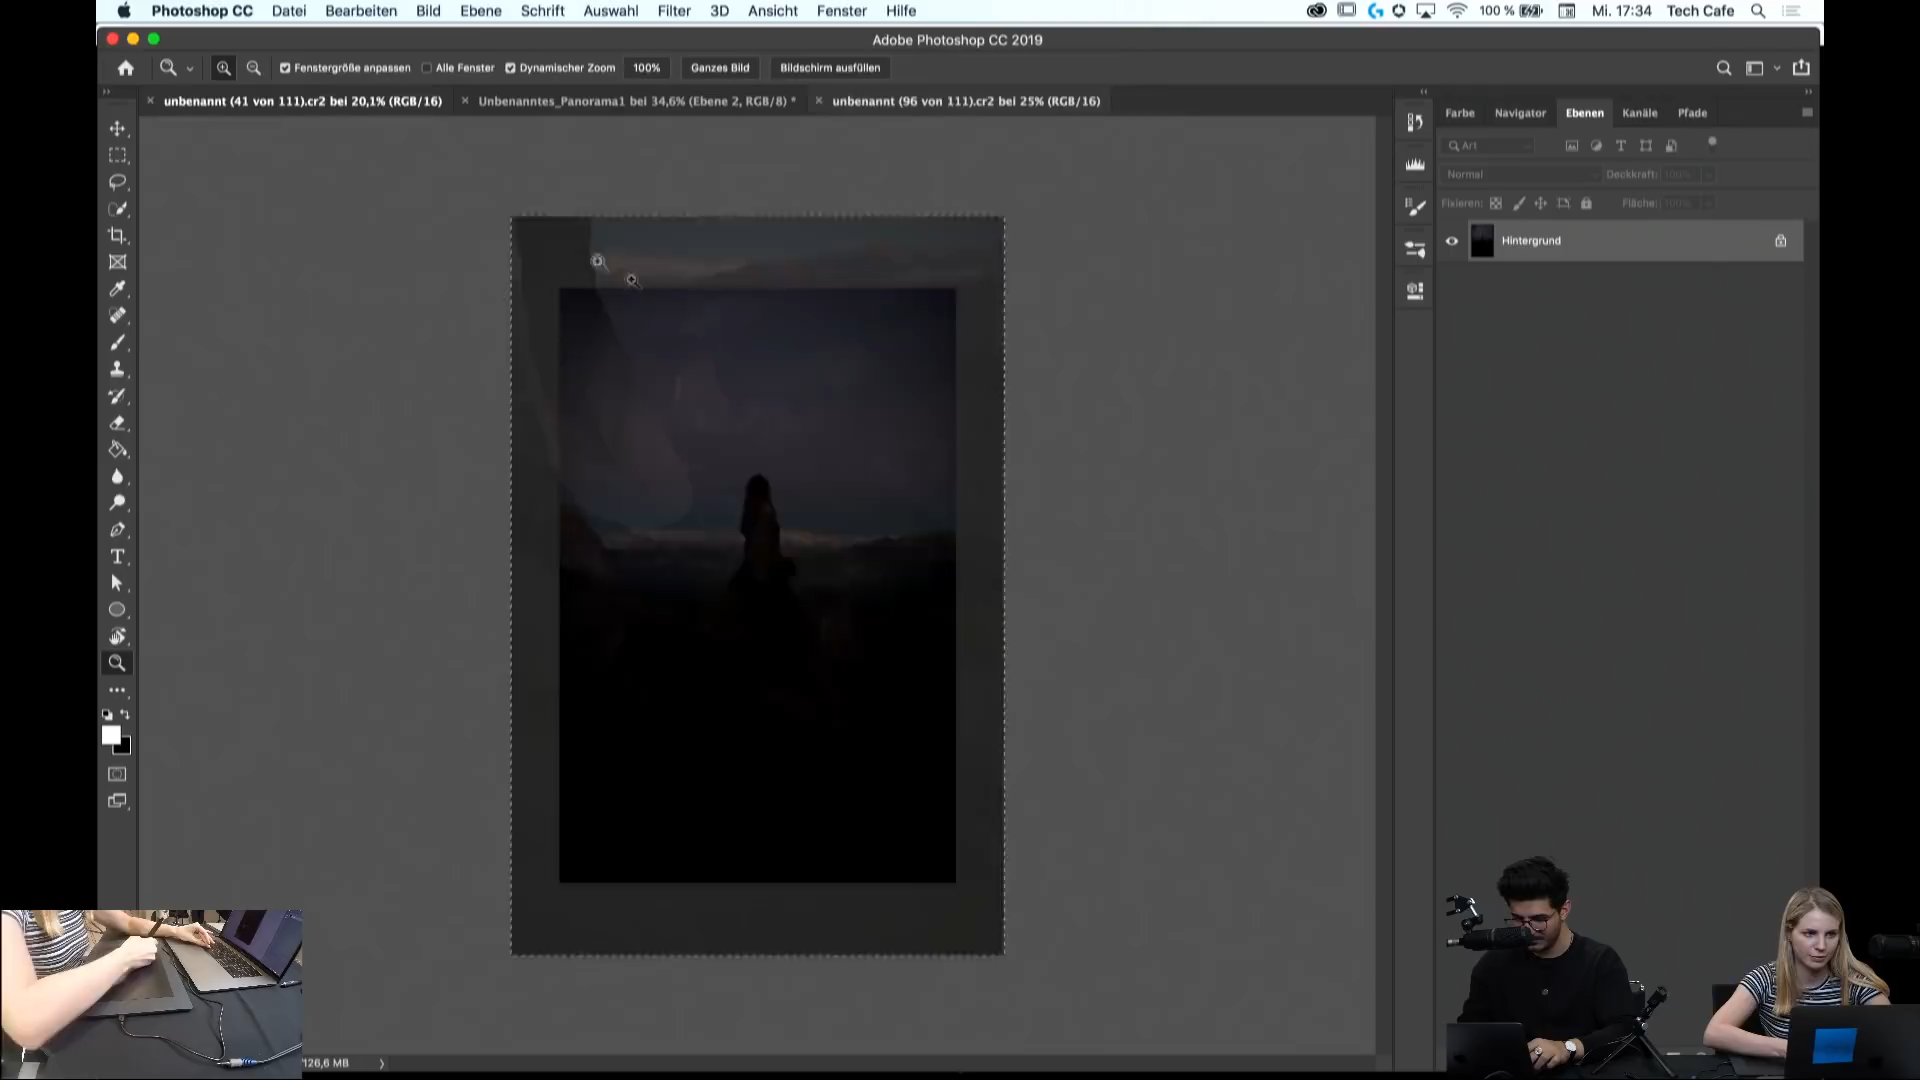 Photoshop CC Datei Bearbeiten Bild Ebene Schrift Auswahl Filter 3D Ansicht Fenster Hilfe 100 % Mi. 17:34 Tech Cafe
Adobe Photoshop CC 2019
Fenstergröße anpassen Alle Fenster Dynamischer Zoom 100% Ganzes Bild Bildschirm ausfüllen
unbenannt (41 von 111).cr2 bei 20,1% (RGB/16) Unbenanntes_Panorama1 bei 34,6% (Ebene 2, RGB/8) * unbenannt (96 von 111).cr2 bei 25% (RGB/16)
Farbe Navigator Ebenen Kanäle Pfade
Art
Normal Deckkraft: 100%
Fixieren: Fläche: 100%
Hintergrund
126,6 MB